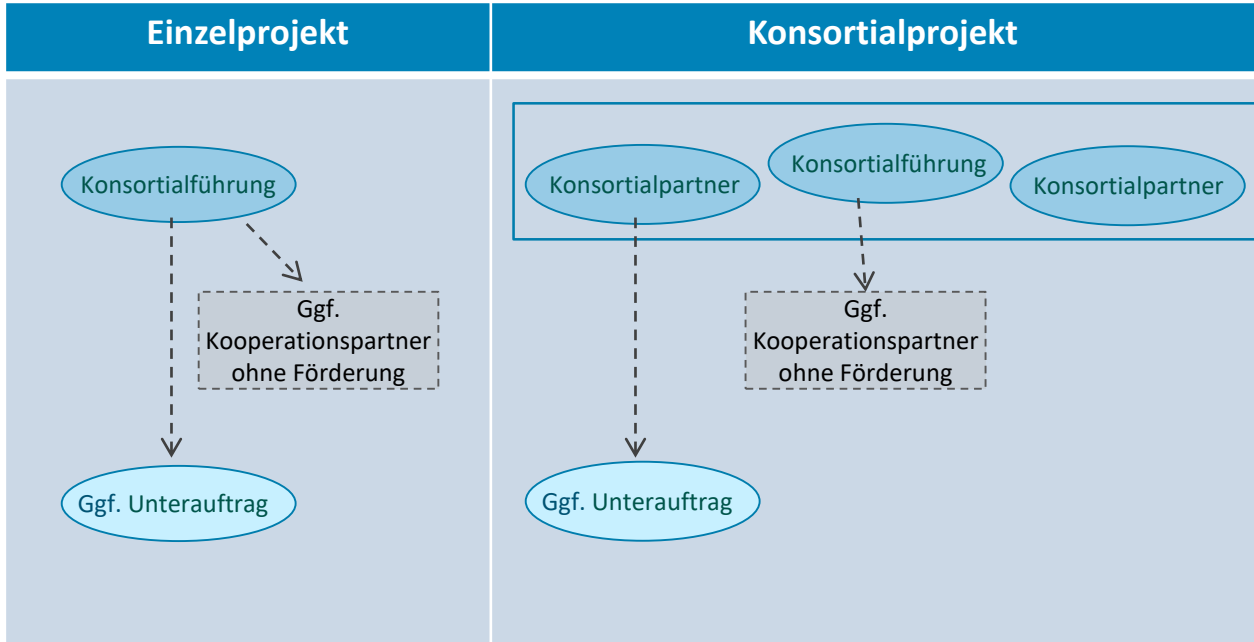 Einzelprojekt
Konsortialprojekt
Konsortialführung
Ggf.
Kooperationspartner
ohne Förderung
Ggf. Unterauftrag
Konsortialpartner
Konsortialführung
Konsortialpartner
Ggf.
Kooperationspartner
ohne Förderung
Ggf. Unterauftrag